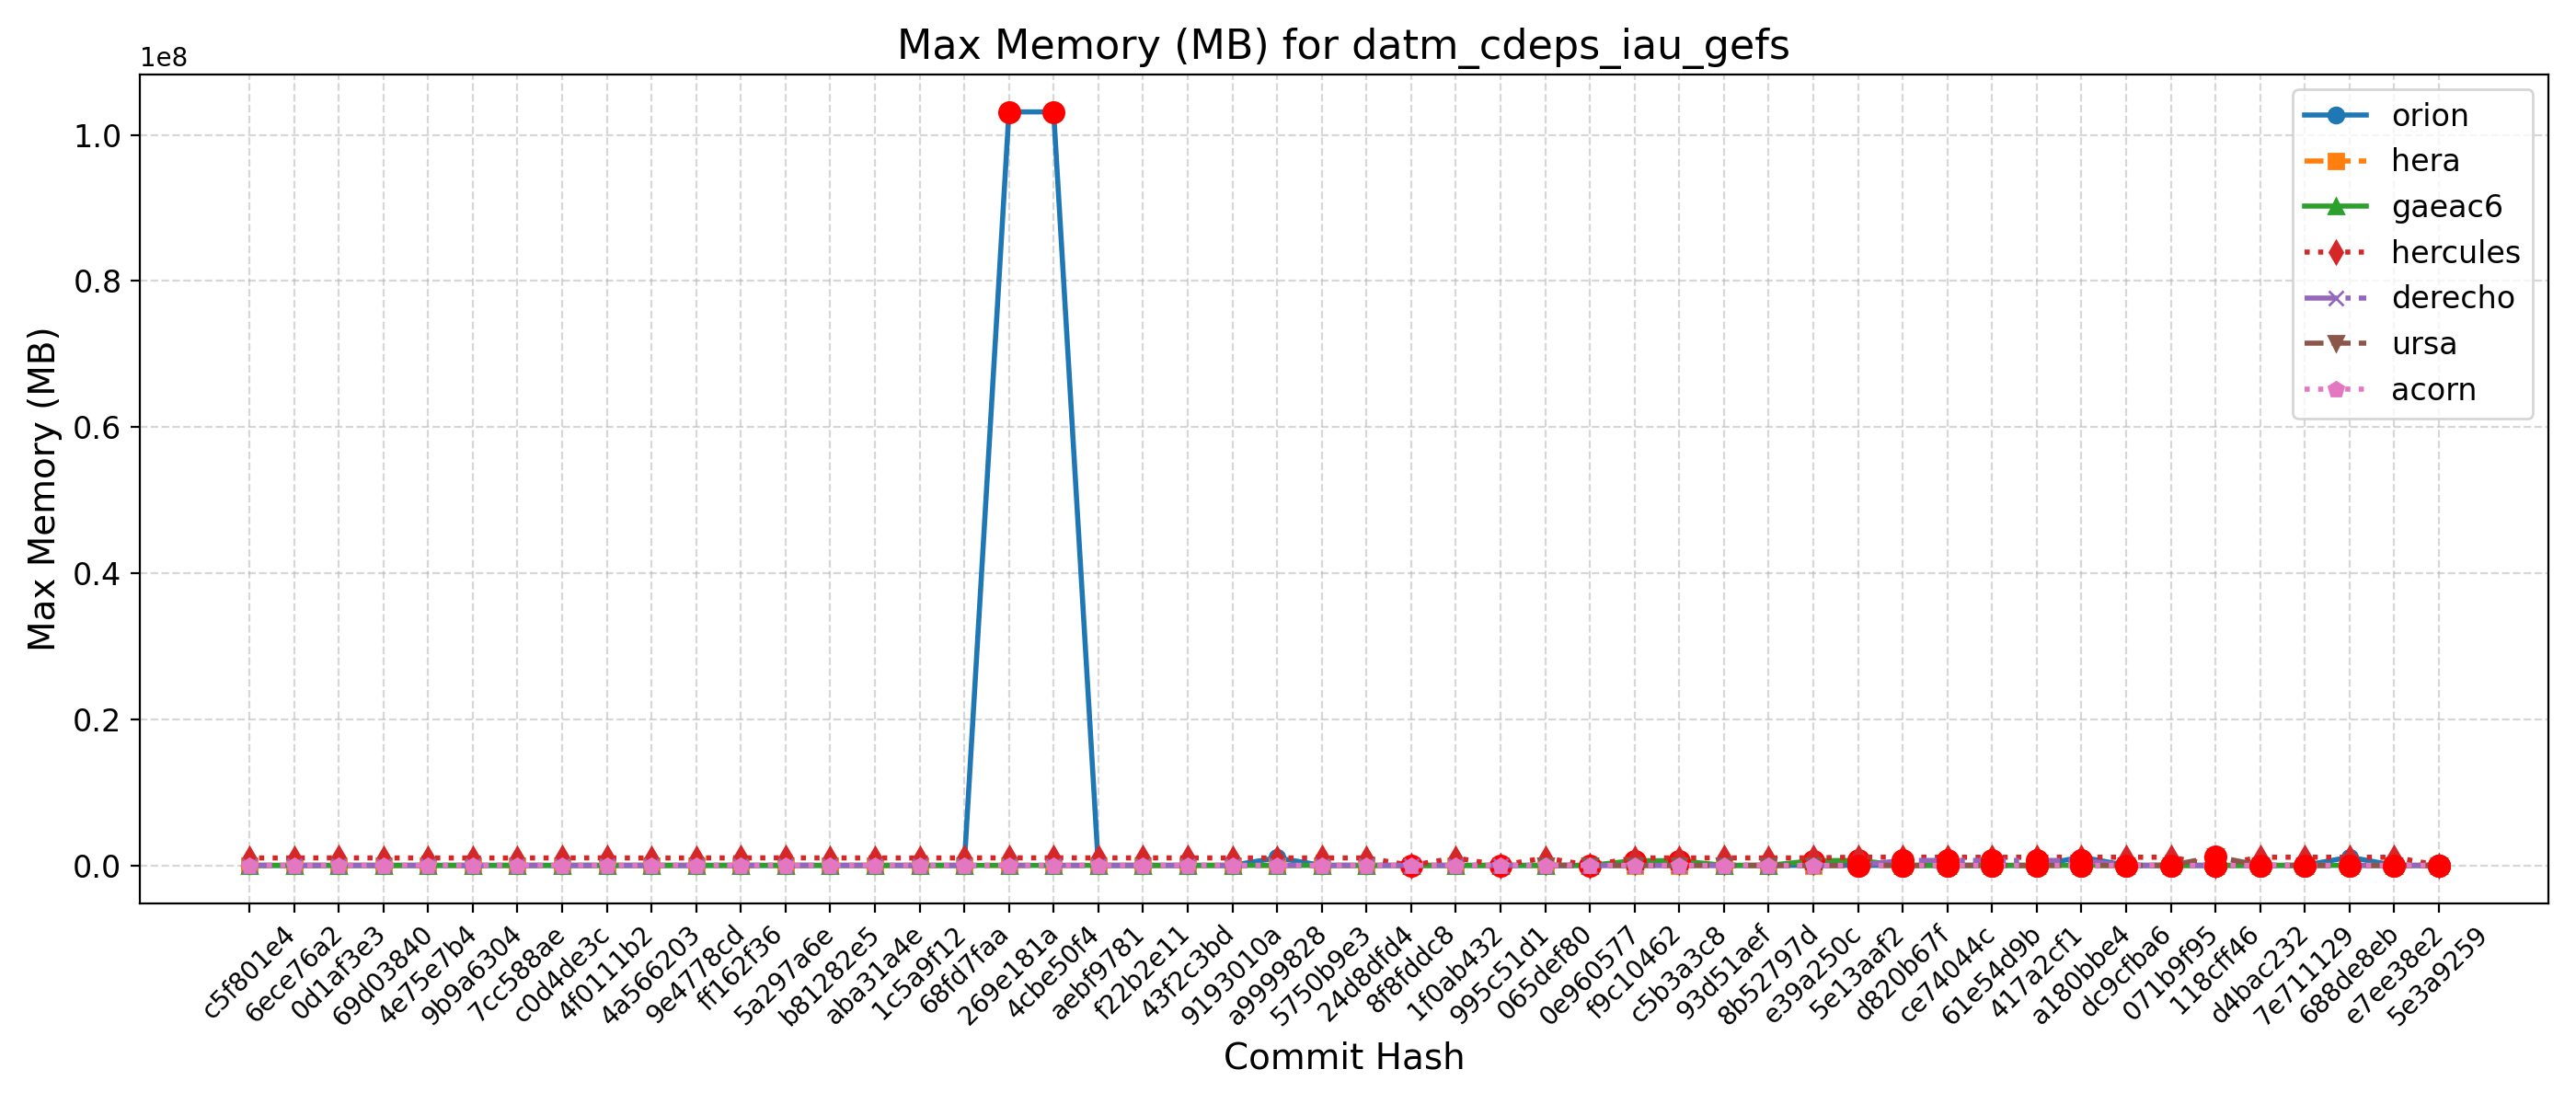 Max Memory (MB) for datm_cdeps_iau_gefs
1e8
1.0
0.8
0.6
0.4
0.2
0.0
Max Memory (MB)
orion
hera
gaeac6
hercules
derecho
ursa
acorn
c5f801e4
6ece76a2
0d1af3e3
69d03840
4e75e7b4
9b9a6304
7cc588ae
c0d4de3c
4f0111b2
4a566203
9e4778cd
ff162f36
5a297a6e
b81282e5
aba31a4e
1c5a9f12
68fd7faa
269e181a
4cbe50f4
aebf9781
f22b2e11
43f2c3bd
9193010a
a9999828
5750b9e3
24d8dfd4
8f8fddc8
1f0ab432
995c51d1
065def80
0e960577
f9c10462
c5b3a3c8
93d51aef
8b52797d
e39a250c
5e13aaf2
d820b67f
ce74044c
61e54d9b
417a2cf1
a180bbe4
dc9cfba6
071b9f95
118cff46
d4bac232
7e711129
688de8eb
e7ee38e2
5e3a9259
Commit Hash